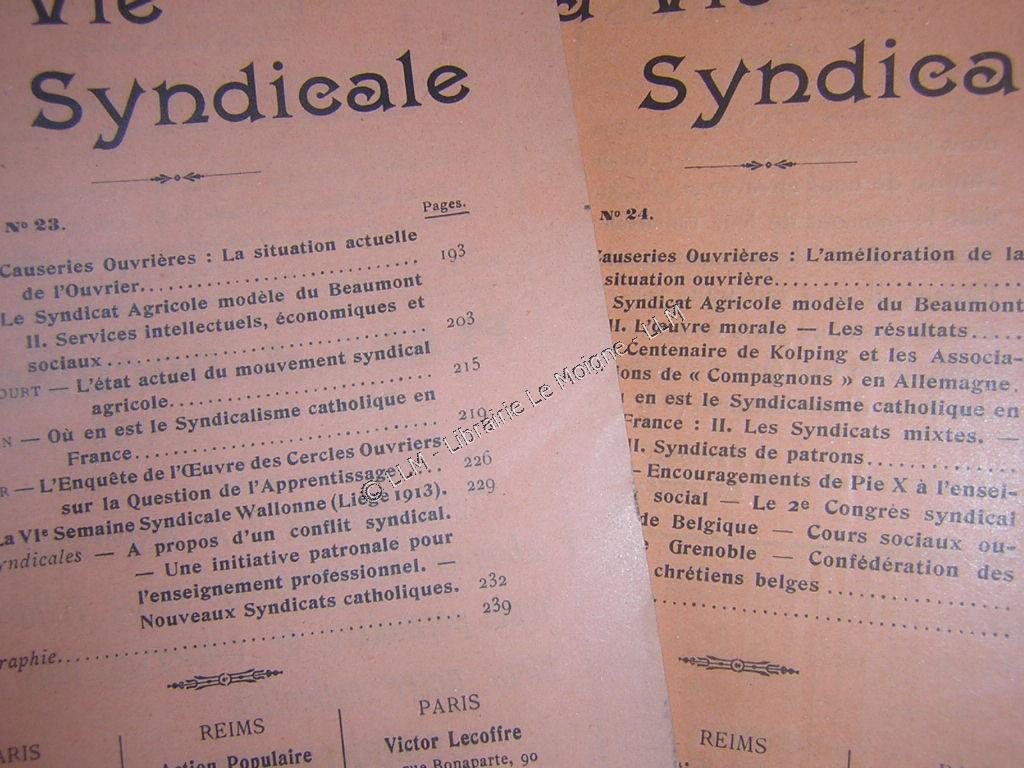 Vie
Syndicale
Nº 23.
Pages.
Causeries Ouvrières : La situation actuelle
de l'Ouvrier.................... 193
Le Syndicat Agricole modèle du Beaumont
II. Services intellectuels, économiques et
sociaux........................ 203
— L'état actuel du mouvement syndical
agricole........................ 215
— Où en est le Syndicalisme catholique en
France......................... 219
— L'Enquête de l'Œuvre des Cercles Ouvriers
sur la Question de l'Apprentissage.... 226
La VIe Semaine Syndicale Wallonne (Liège 1913). 229
— A propos d'un conflit syndical.
— Une initiative patronale pour
l'enseignement professionnel. —
Nouveaux Syndicats catholiques. 232
239
REIMS
Action Populaire
PARIS
Victor Lecoffre
rue Bonaparte, 90
Vie
Nº 24.
Causeries Ouvrières : L'amélioration de la
situation ouvrière....................
Syndicat Agricole modèle du Beaumont
II. L'œuvre morale — Les résultats.....
Centenaire de Kolping et les Associa-
de « Compagnons » en Allemagne.
en est le Syndicalisme catholique en
France : II. Les Syndicats mixtes. —
Syndicats de patrons...............
— Encouragements de Pie X à l'ensei-
social — Le 2e Congrès syndical
de Belgique — Cours sociaux ou-
Grenoble — Confédération des
chrétiens belges....................
REIMS
© LLM - Librairie Le Moigne - LLM